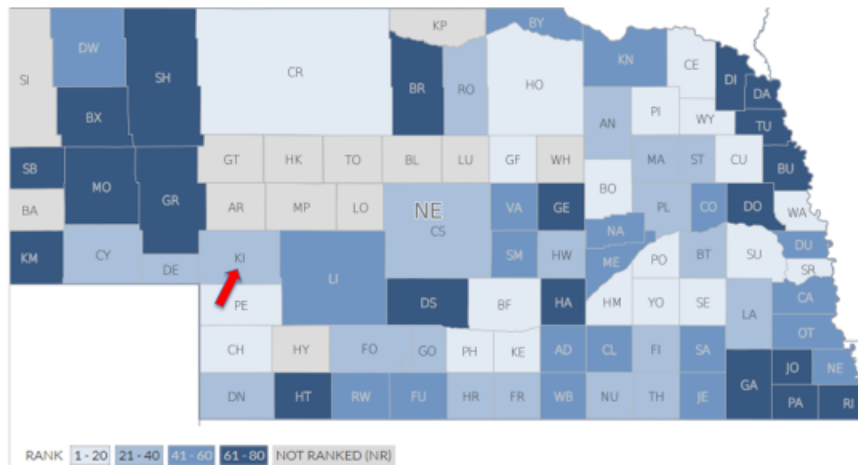 KP BY
DW KN CE
SI SH CR DI
BR RO HO DA
BX AN PI WY TU
GT HK TO BL LU GF WH MA ST CU BU
SB MO BO
BA GR AR MP LO NE VA GE PL CO DO WA
CS NA
KM CY DE KI LI SM HW ME PO BT SU DU
SR
PE DS BF HA HM YO SE LA CA
OT
CH HY FO GO PH KE AD CL FI SA JO NE
DN HT RW FU HR FR WB NU TH JE GA PA RI
RANK 1 - 20 21 - 40 41 - 60 61 - 80 NOT RANKED (NR)